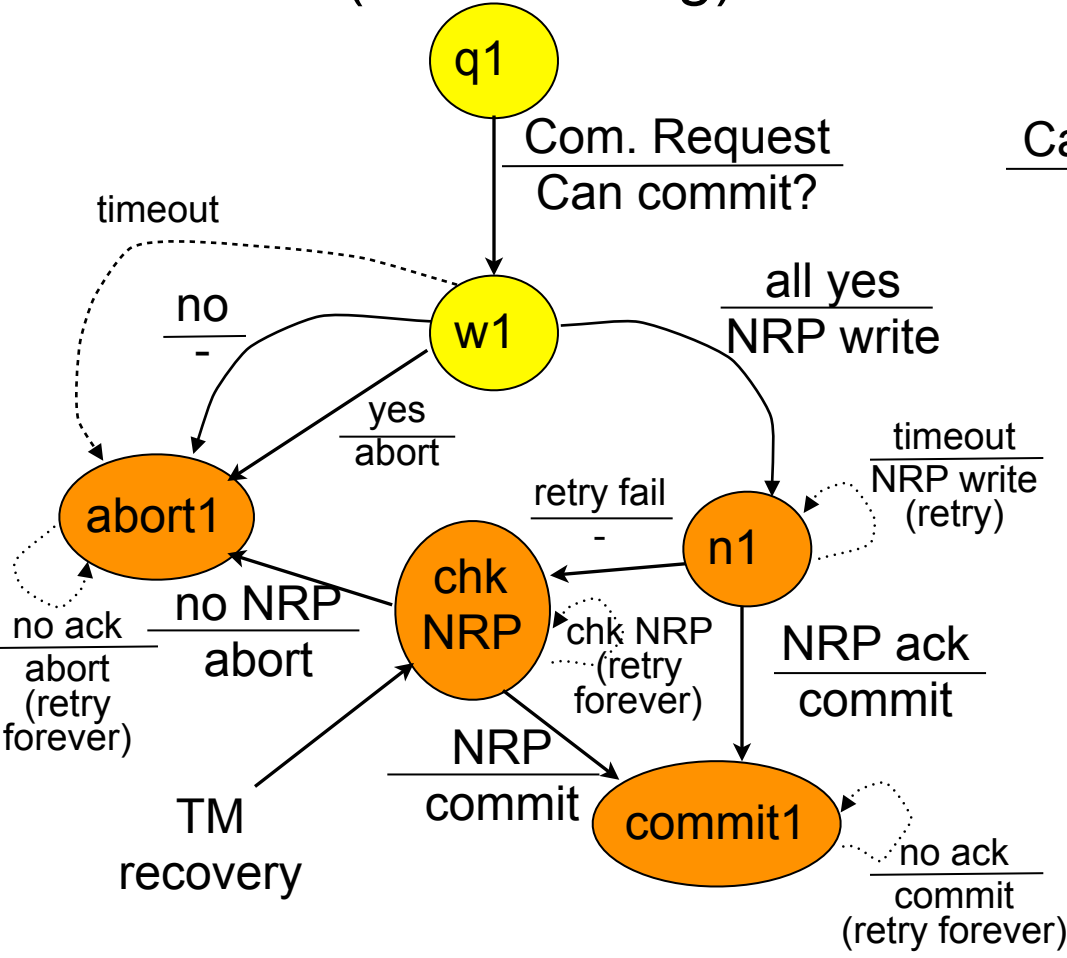 q1
Com. Request
Can commit?
timeout
no
-
w1
all yes
NRP write
yes
abort
timeout
NRP write
(retry)
abort1
retry fail
-
n1
chk
NRP
no NRP
abort
no ack
abort
(retry
forever)
chk NRP
(retry
forever)
NRP ack
commit
NRP
commit
TM
recovery
commit1
no ack
commit
(retry forever)